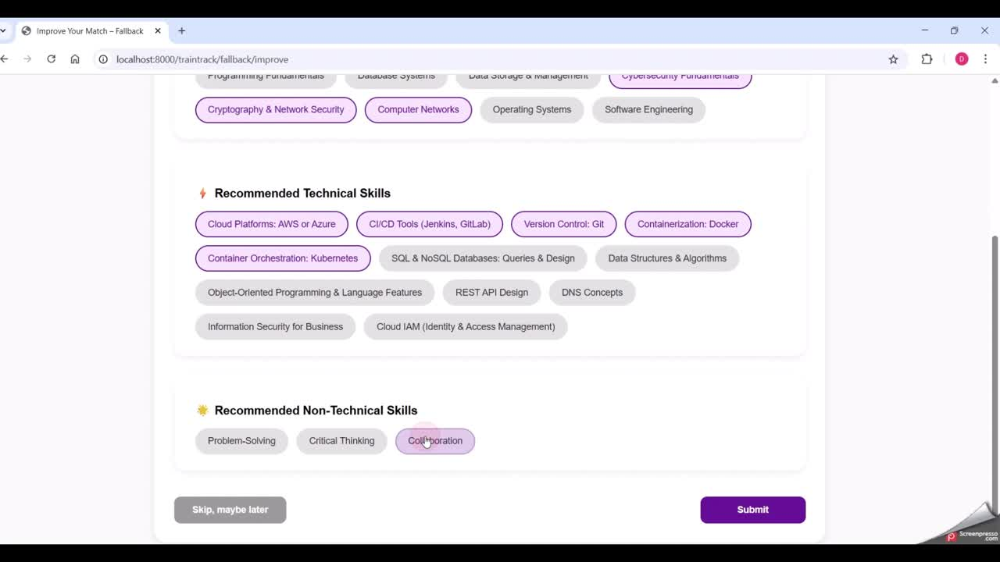 Improve Your Match – Fallback
localhost:8000/traintrack/fallback/improve
D
Programming Fundamentals Database Systems Data Storage & Management Cybersecurity Fundamentals
Cryptography & Network Security Computer Networks Operating Systems Software Engineering
Recommended Technical Skills
Cloud Platforms: AWS or Azure CI/CD Tools (Jenkins, GitLab) Version Control: Git Containerization: Docker
Container Orchestration: Kubernetes SQL & NoSQL Databases: Queries & Design Data Structures & Algorithms
Object-Oriented Programming & Language Features REST API Design DNS Concepts
Information Security for Business Cloud IAM (Identity & Access Management)
Recommended Non-Technical Skills
Problem-Solving Critical Thinking Collaboration
Skip, maybe later Submit
Screenpresso
.com